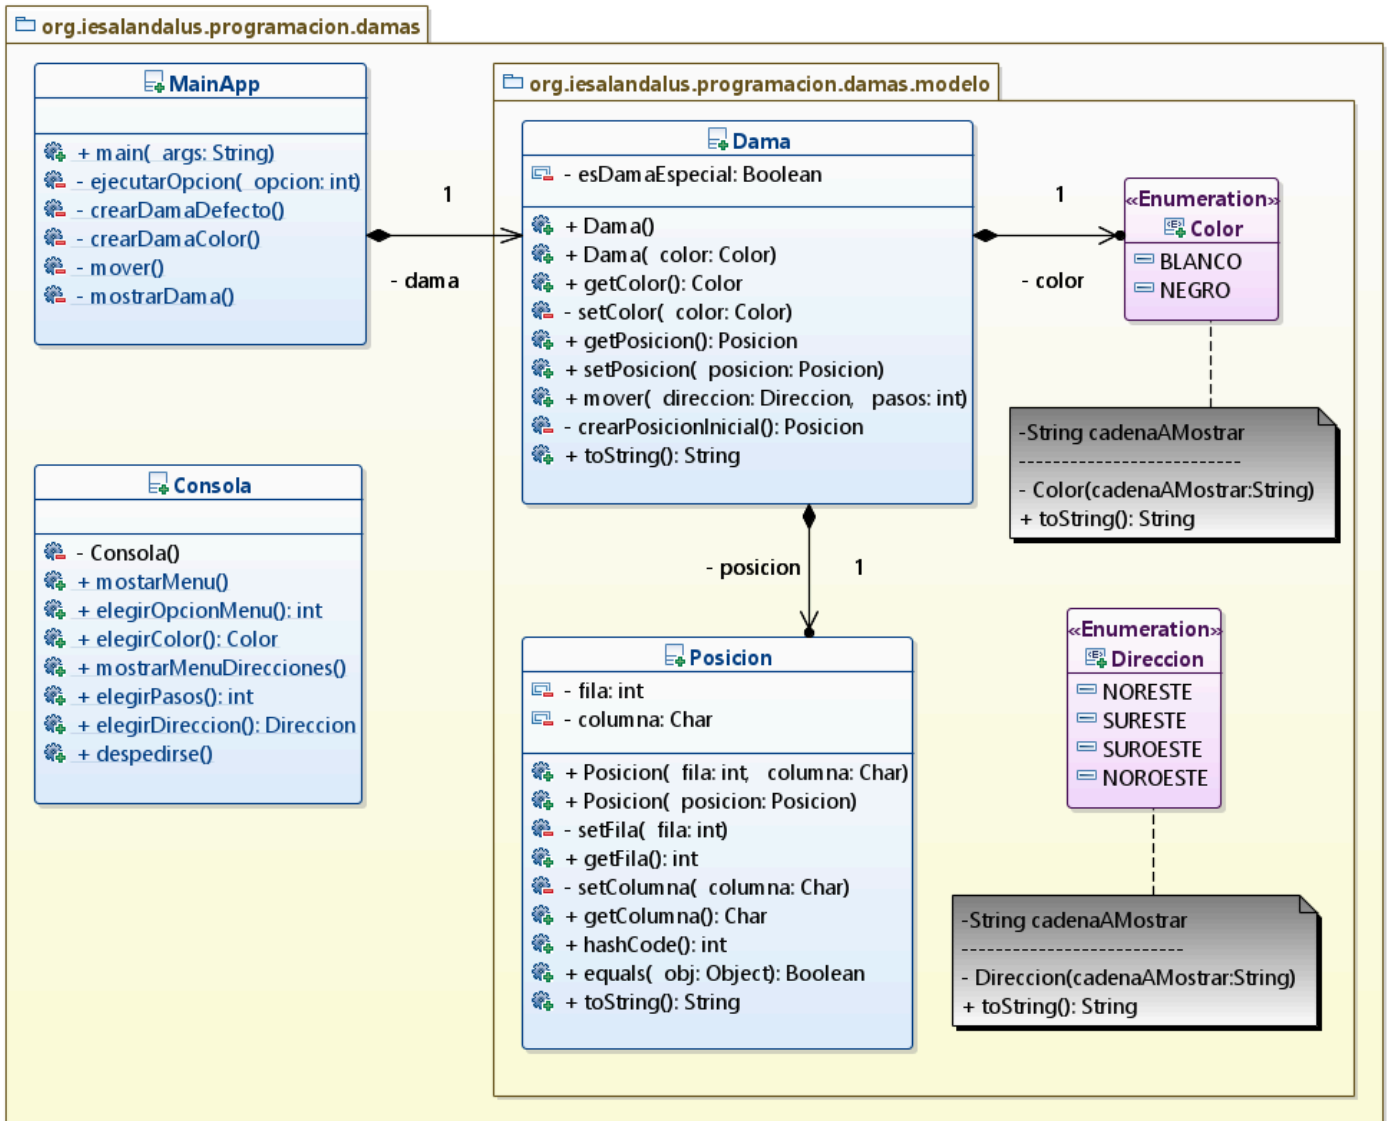 org.iesalandalus.programacion.damas
MainApp
+ main( args: String)
- ejecutarOpcion( opcion: int)
- crearDamaDefecto()
- crearDamaColor()
- mover()
- mostrarDama()
1
- dama
org.iesalandalus.programacion.damas.modelo
Dama
- esDamaEspecial: Boolean
+ Dama()
+ Dama( color: Color)
+ getColor(): Color
- setColor( color: Color)
+ getPosicion(): Posicion
+ setPosicion( posicion: Posicion)
+ mover( direccion: Direccion, pasos: int)
- crearPosicionInicial(): Posicion
+ toString(): String
1
- color
«Enumeration»
Color
BLANCO
NEGRO
-String cadenaAMostrar
--------------------------
- Color(cadenaAMostrar:String)
+ toString(): String
Consola
- Consola()
+ mostarMenu()
+ elegirOpcionMenu(): int
+ elegirColor(): Color
+ mostrarMenuDirecciones()
+ elegirPasos(): int
+ elegirDireccion(): Direccion
+ despedirse()
- posicion
1
Posicion
- fila: int
- columna: Char
+ Posicion( fila: int, columna: Char)
+ Posicion( posicion: Posicion)
- setFila( fila: int)
+ getFila(): int
- setColumna( columna: Char)
+ getColumna(): Char
+ hashCode(): int
+ equals( obj: Object): Boolean
+ toString(): String
«Enumeration»
Direccion
NORESTE
SURESTE
SUROESTE
NOROESTE
-String cadenaAMostrar
--------------------------
- Direccion(cadenaAMostrar:String)
+ toString(): String